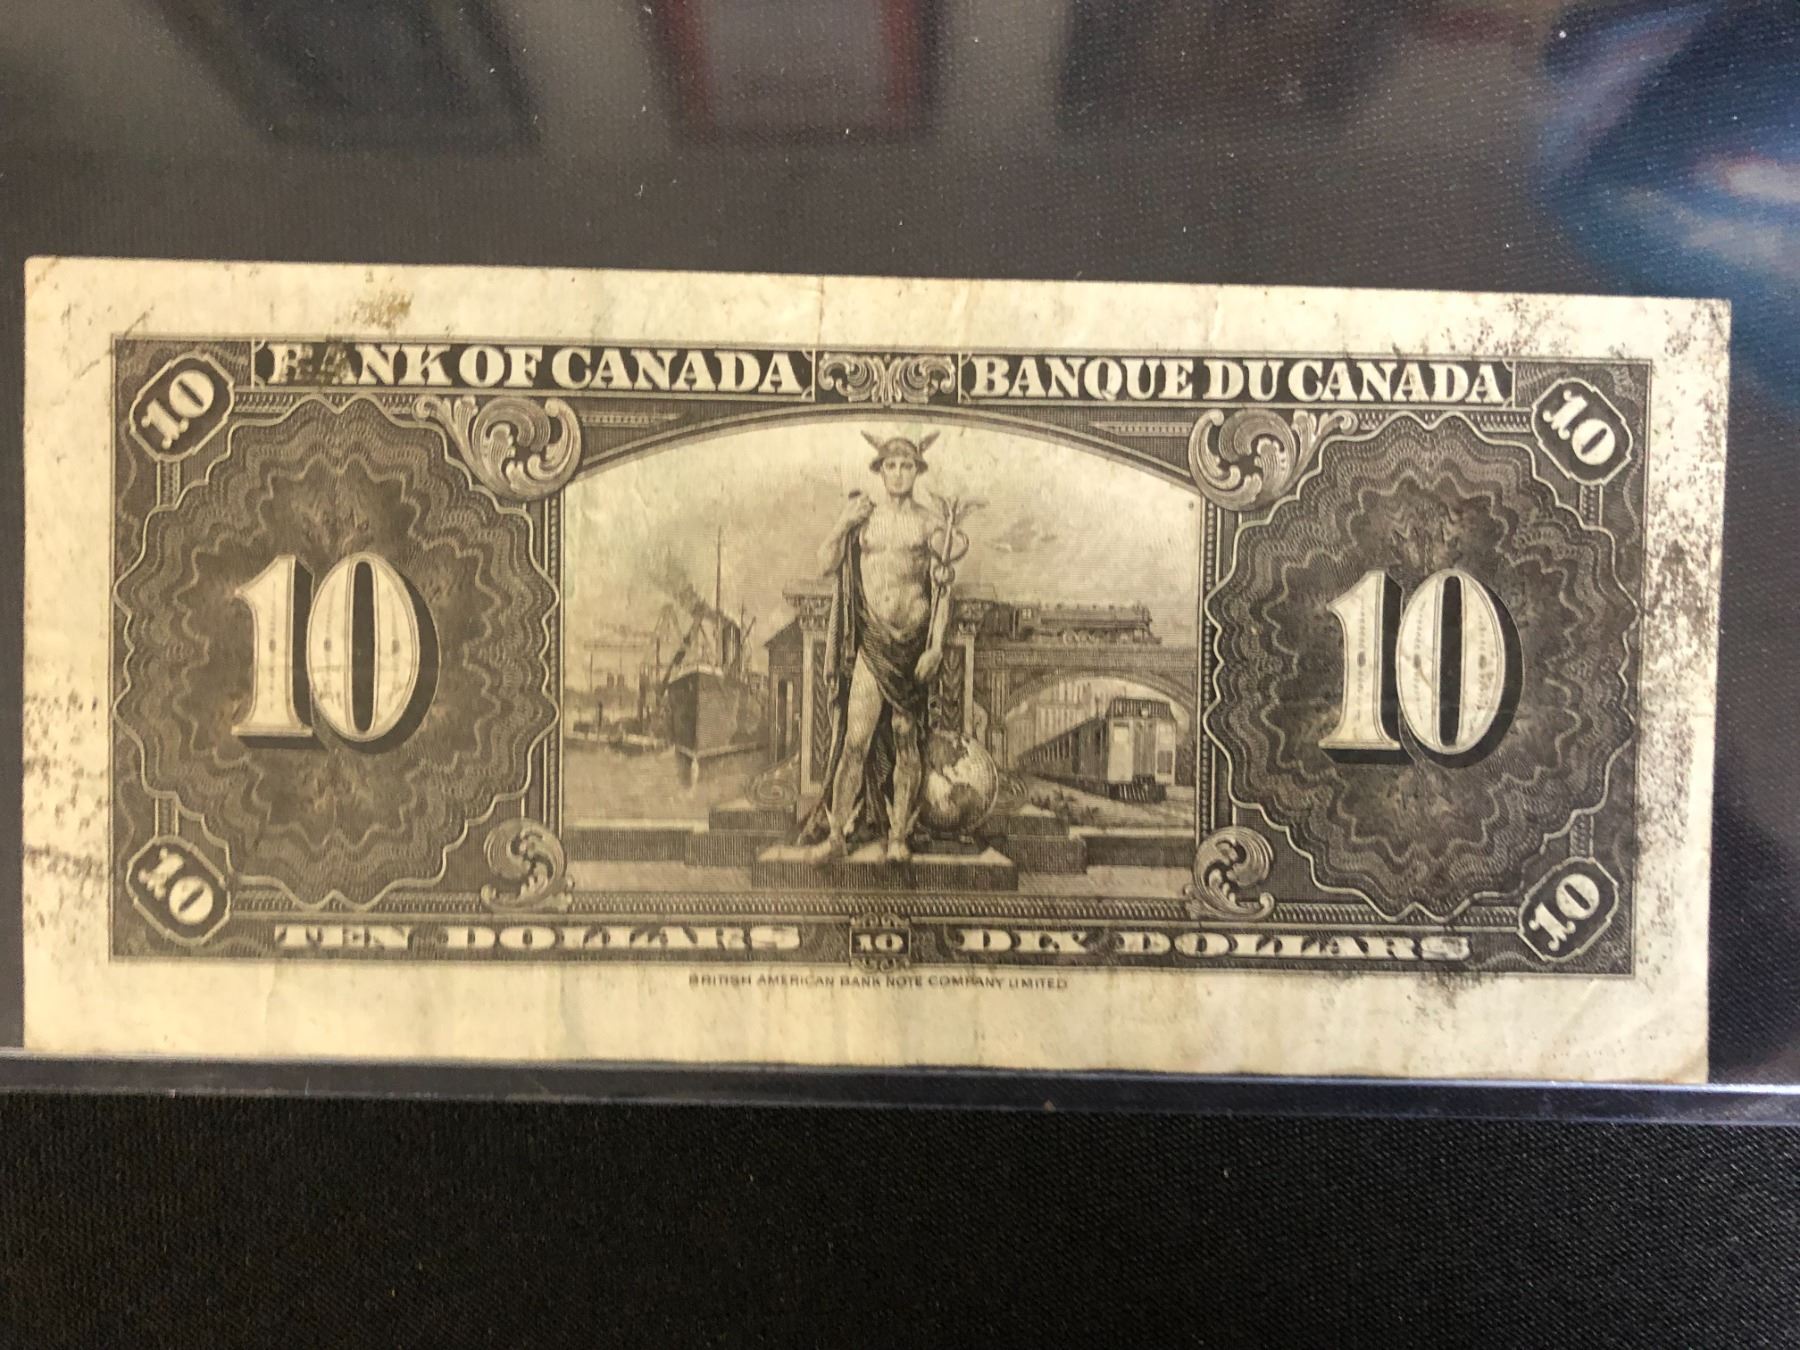 10 BANK OF CANADA BANQUE DU CANADA 10
10 10
10 TEN DOLLARS 10 DIX DOLLARS 10
BRITISH AMERICAN BANK NOTE COMPANY LIMITED